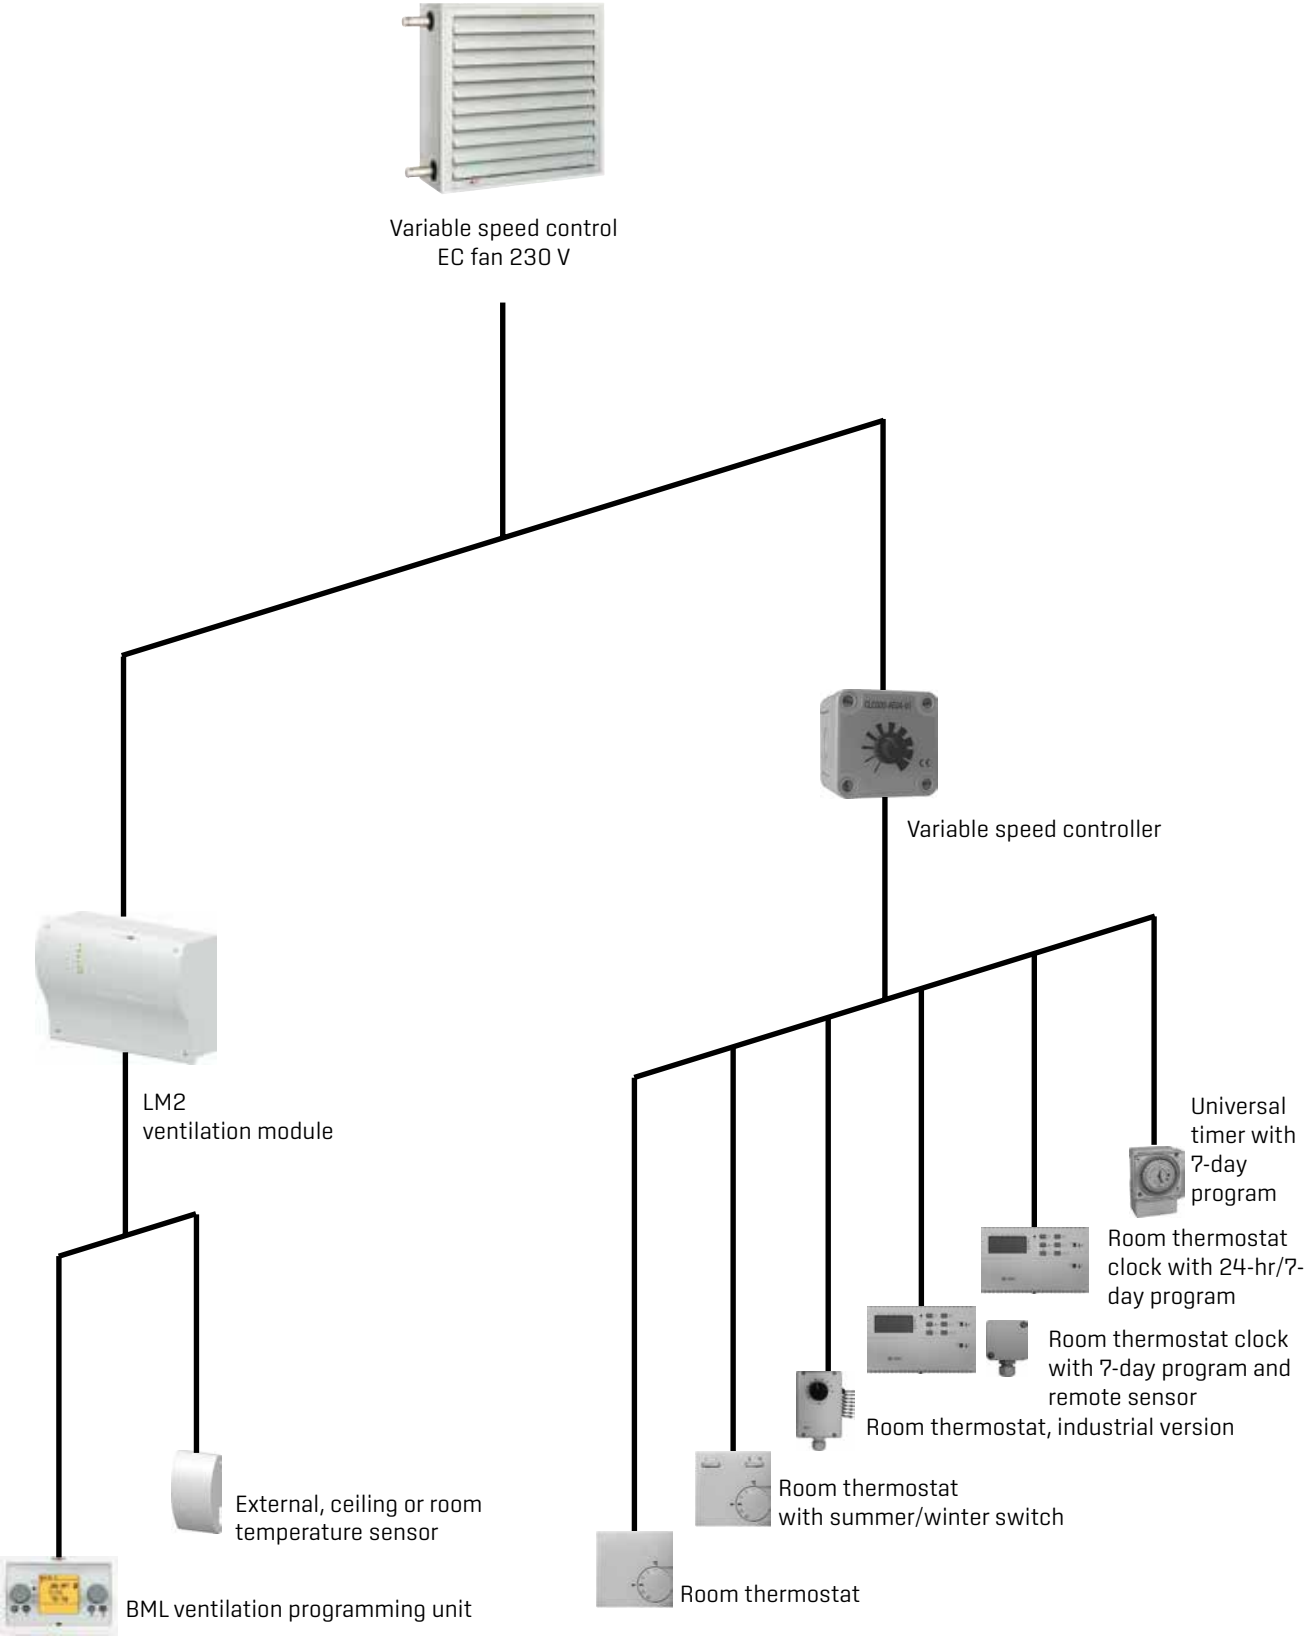 Variable speed control
EC fan 230 V
Variable speed controller
LM2
ventilation module
Universal
timer with
7-day
program
Room thermostat
clock with 24-hr/7-
day program
Room thermostat clock
with 7-day program and
remote sensor
Room thermostat, industrial version
Room thermostat
with summer/winter switch
External, ceiling or room
temperature sensor
Room thermostat
BML ventilation programming unit